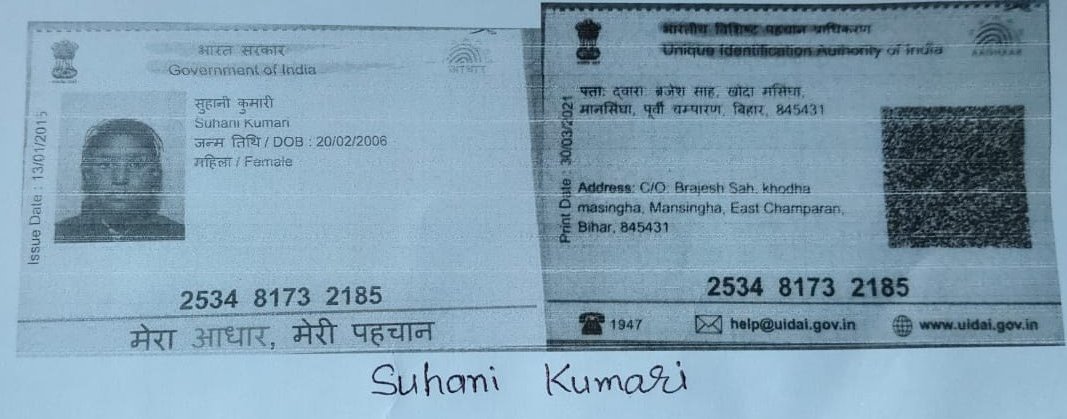 भारत सरकार
Government of India
आधार
Issue Date : 13/01/2015
सुहानी कुमारी
Suhani Kumari
जन्म तिथि / DOB : 20/02/2006
महिला / Female
2534 8173 2185
मेरा आधार, मेरी पहचान
भारतीय विशिष्ट पहचान प्राधिकरण
Unique Identification Authority of India
AADHAAR
Print Date : 30/03/2021
पता: द्वारा ब्रजेश साह, खोदा मसिंघा,
मानसिंघा, पूर्वी चम्पारण, बिहार, 845431
Address: C/O: Brajesh Sah, khodha
masingha, Mansingha, East Champaran,
Bihar, 845431
2534 8173 2185
1947
help@uidai.gov.in
www.uidai.gov.in
Suhani Kumari